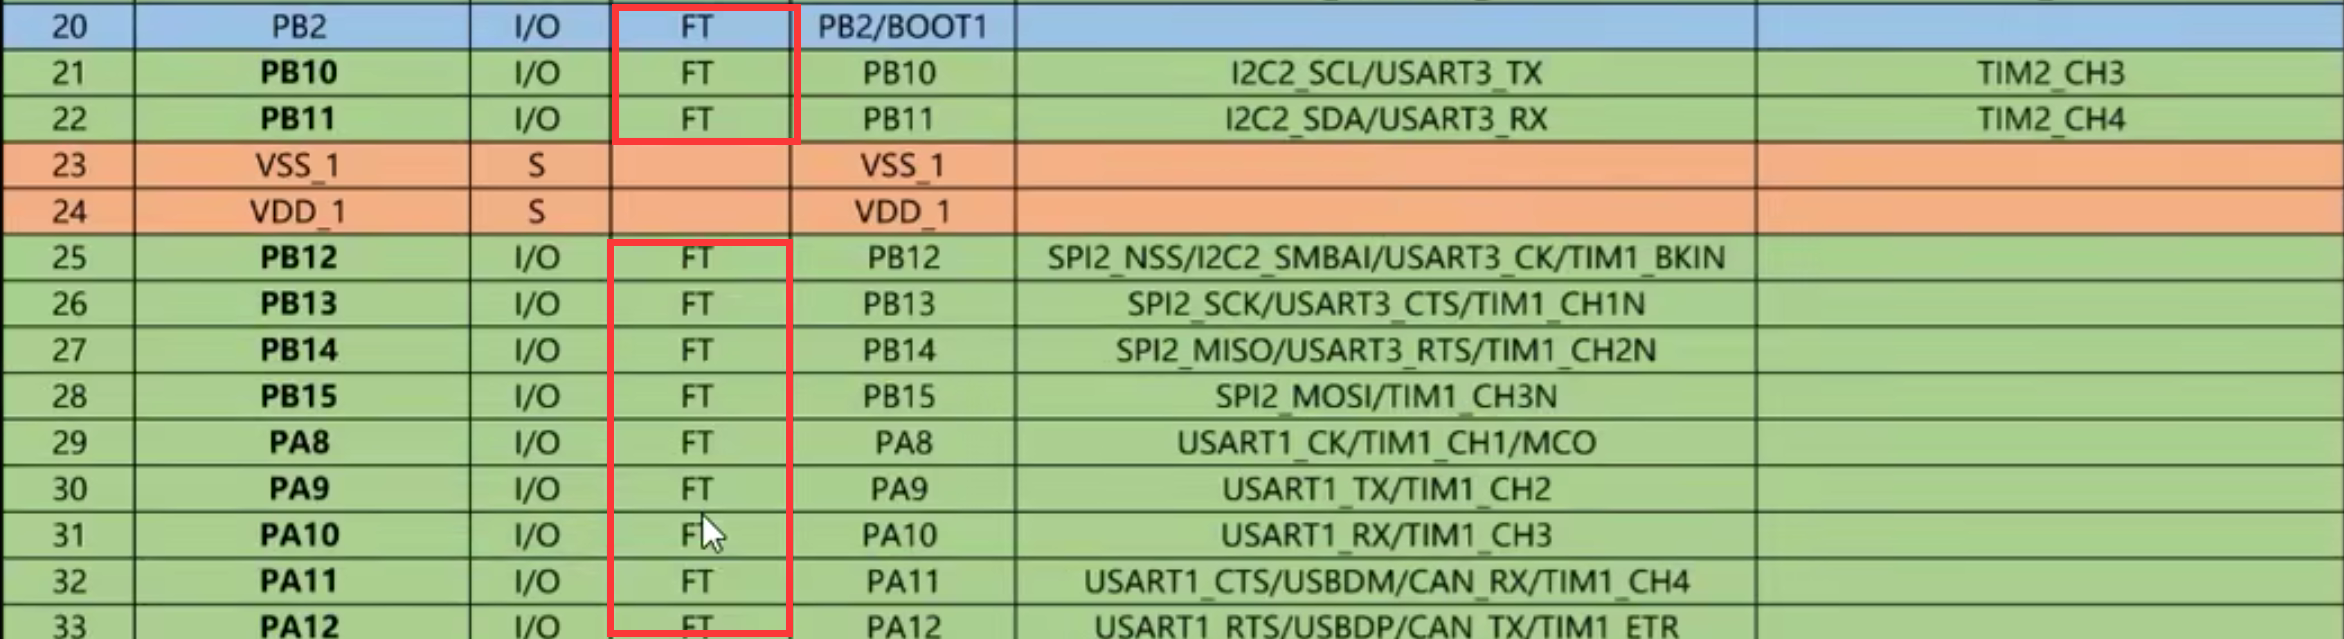 20 PB2 I/O FT PB2/BOOT1
21 PB10 I/O FT PB10 I2C2_SCL/USART3_TX TIM2_CH3
22 PB11 I/O FT PB11 I2C2_SDA/USART3_RX TIM2_CH4
23 VSS_1 S VSS_1
24 VDD_1 S VDD_1
25 PB12 I/O FT PB12 SPI2_NSS/I2C2_SMBAI/USART3_CK/TIM1_BKIN
26 PB13 I/O FT PB13 SPI2_SCK/USART3_CTS/TIM1_CH1N
27 PB14 I/O FT PB14 SPI2_MISO/USART3_RTS/TIM1_CH2N
28 PB15 I/O FT PB15 SPI2_MOSI/TIM1_CH3N
29 PA8 I/O FT PA8 USART1_CK/TIM1_CH1/MCO
30 PA9 I/O FT PA9 USART1_TX/TIM1_CH2
31 PA10 I/O FT PA10 USART1_RX/TIM1_CH3
32 PA11 I/O FT PA11 USART1_CTS/USBDM/CAN_RX/TIM1_CH4
33 PA12 I/O FT PA12 USART1_RTS/USBDP/CAN_TX/TIM1_ETR